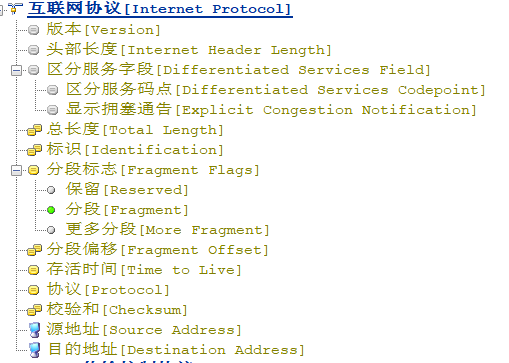 互联网协议[Internet Protocol]
版本[Version]
头部长度[Internet Header Length]
区分服务字段[Differentiated Services Field]
区分服务码点[Differentiated Services Codepoint]
显示拥塞通告[Explicit Congestion Notification]
总长度[Total Length]
标识[Identification]
分段标志[Fragment Flags]
保留[Reserved]
分段[Fragment]
更多分段[More Fragment]
分段偏移[Fragment Offset]
存活时间[Time to Live]
协议[Protocol]
校验和[Checksum]
源地址[Source Address]
目的地址[Destination Address]